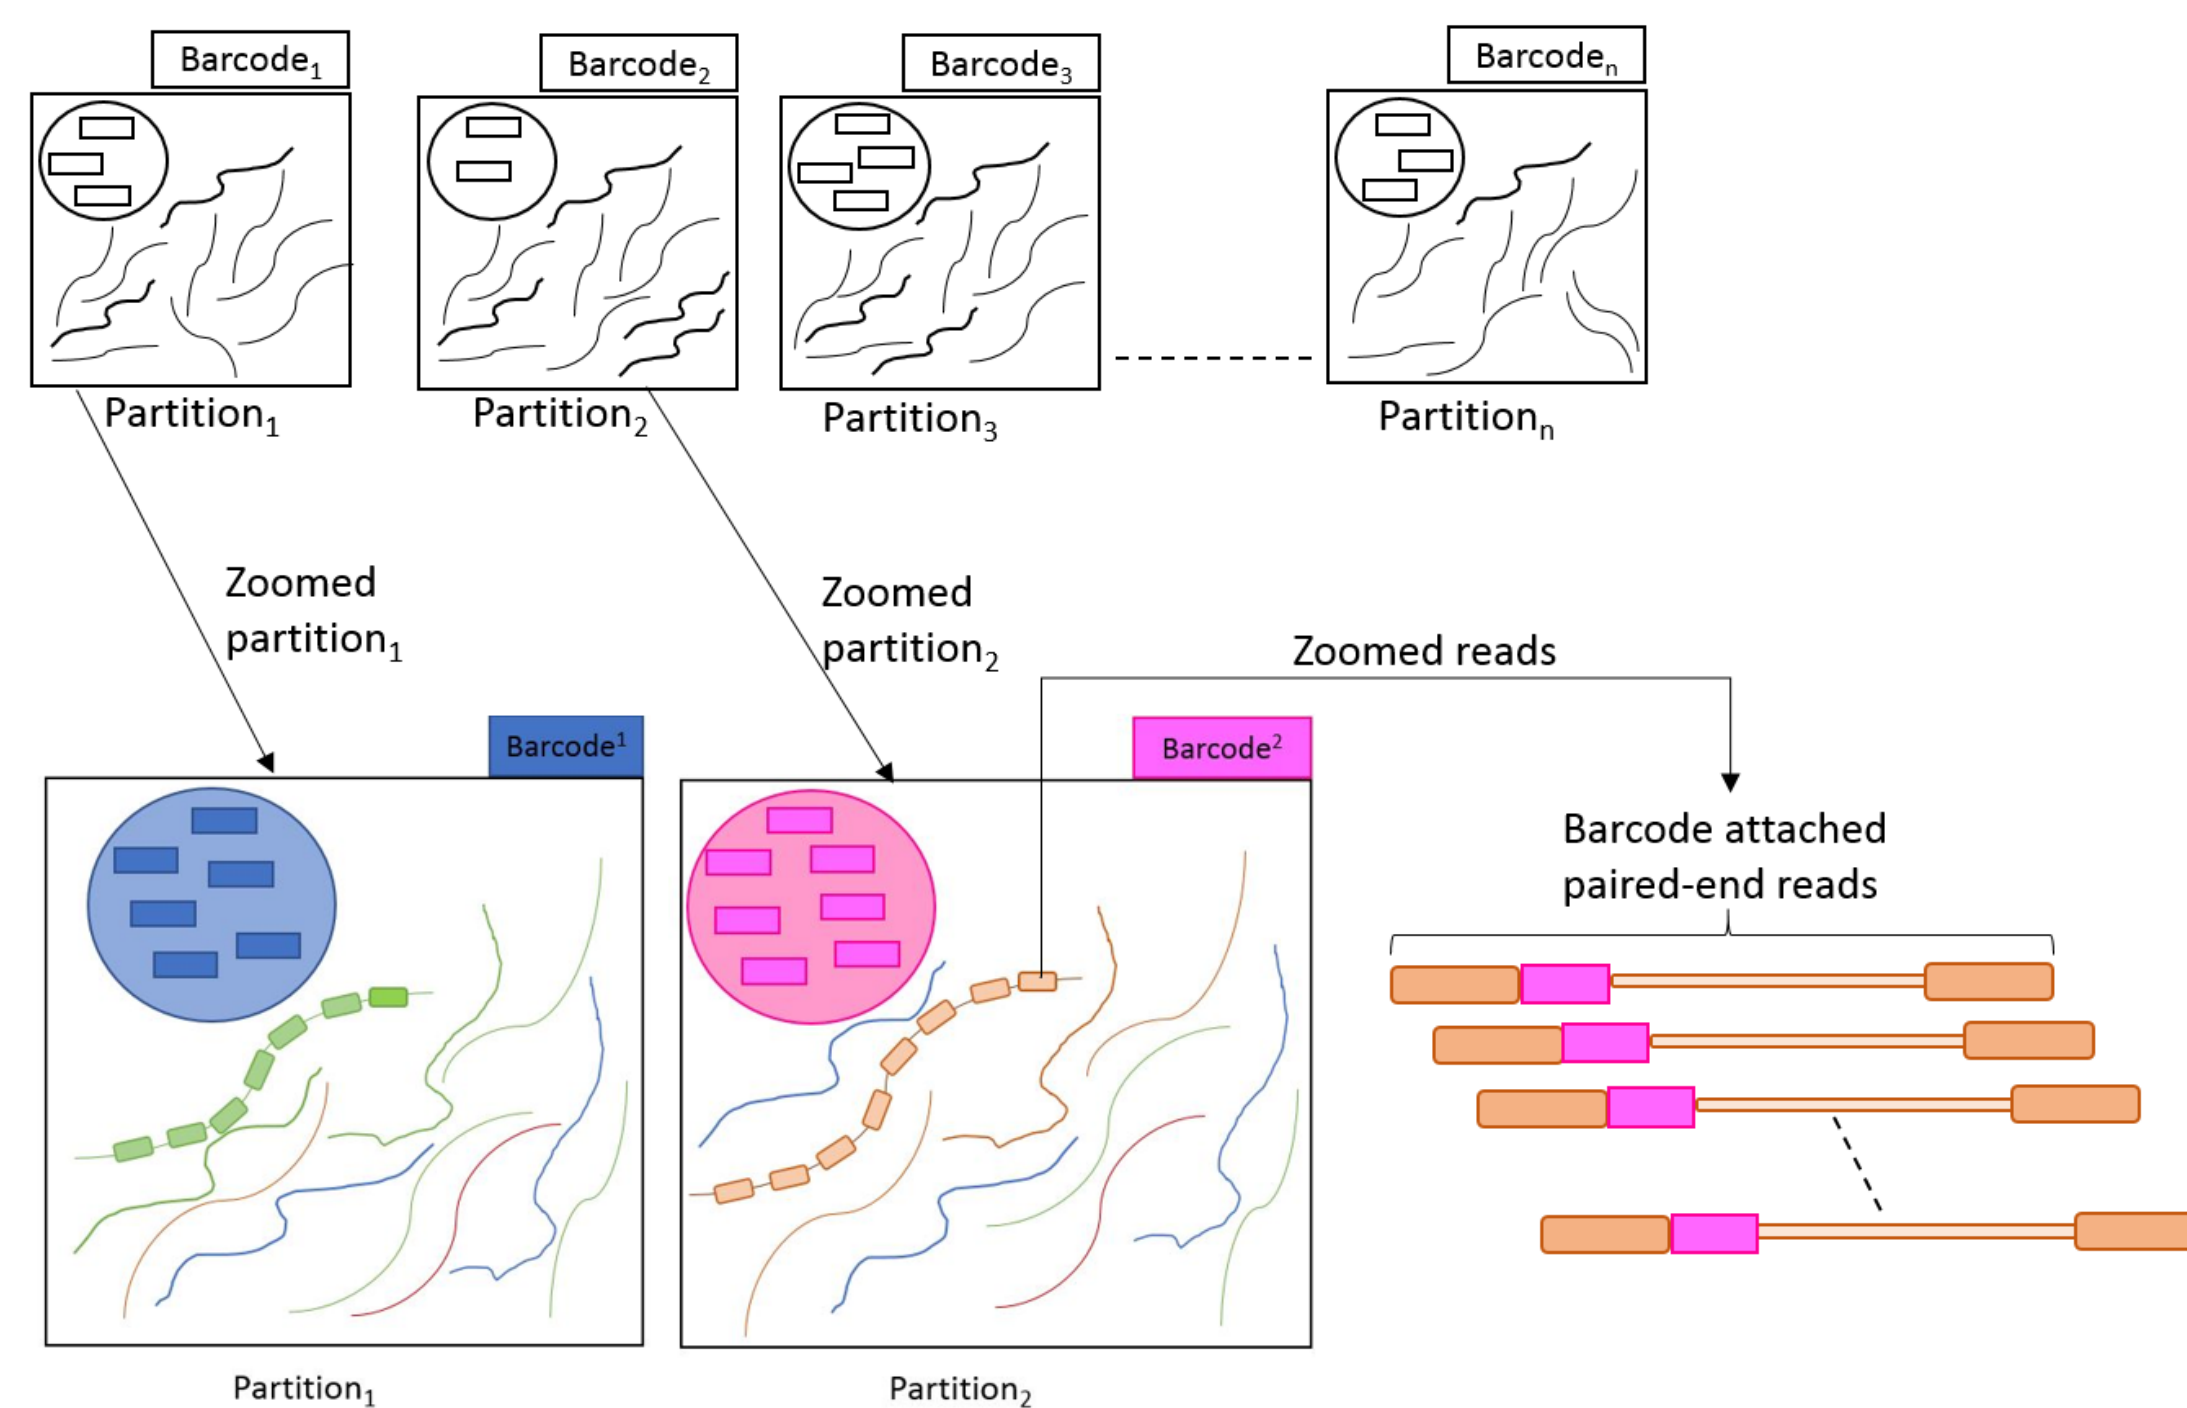 Barcode₁
Barcode₂
Barcode₃
Barcodeₙ
Partition₁
Partition₂
Partition₃
Partitionₙ
Zoomed
partition₁
Zoomed
partition₂
Zoomed reads
Barcode¹
Barcode²
Barcode attached
paired-end reads
Partition₁
Partition₂